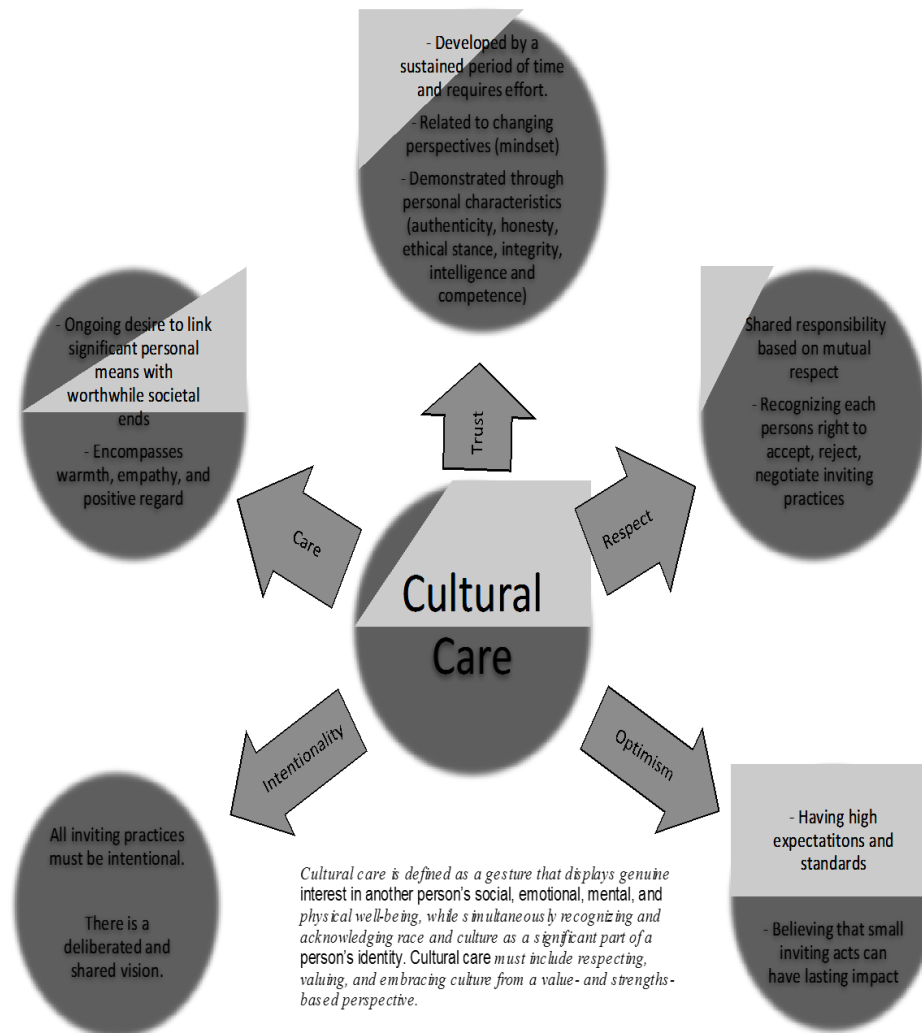 - Developed by a
sustained period of time
and requires effort.
- Related to changing
perspectives (mindset)
- Demonstrated through
personal characteristics
(authenticity, honesty,
ethical stance, integrity,
intelligence and
competence)
- Ongoing desire to link
significant personal
means with
worthwhile societal
ends
- Encompasses
warmth, empathy, and
positive regard
Shared responsibility
based on mutual
respect
- Recognizing each
persons right to
accept, reject,
negotiate inviting
practices
Trust
Care
Respect
Cultural
Care
Intentionality
Optimism
All inviting practices
must be intentional.
There is a
deliberated and
shared vision.
- Having high
expectatitons and
standards
- Believing that small
inviting acts can
have lasting impact
Cultural care is defined as a gesture that displays genuine
interest in another person's social, emotional, mental, and
physical well-being, while simultaneously recognizing and
acknowledging race and culture as a significant part of a
person's identity. Cultural care must include respecting,
valuing, and embracing culture from a value- and strengths-
based perspective.